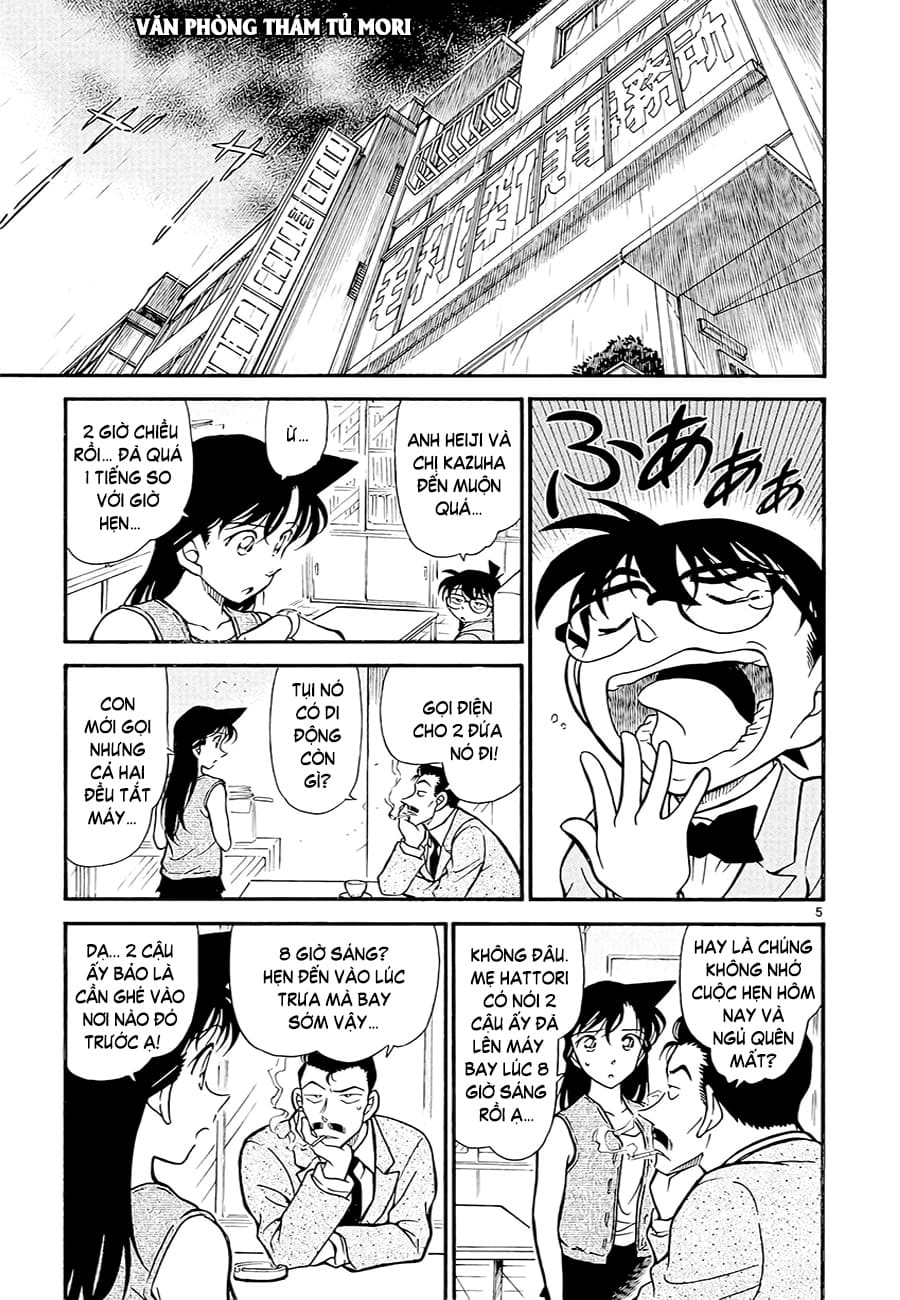 VĂN PHÒNG THÁM TỬ MORI
毛利探偵事務所
ふあぁぁ
ANH HEIJI VÀ
CHỊ KAZUHA
ĐẾN MUỘN
QUÁ...
Ừ...
2 GIỜ CHIỀU
RỒI... ĐÃ QUÁ
1 TIẾNG SO
VỚI GIỜ
HẸN...
GỌI ĐIỆN
CHO 2 ĐỨA
NÓ ĐI!
TỤI NÓ
CÓ DI
ĐỘNG
CÒN
GÌ?
CON
MỚI GỌI
NHƯNG
CẢ HAI
ĐỀU TẮT
MÁY...
5
HAY LÀ CHÚNG
KHÔNG NHỚ
CUỘC HẸN HÔM
NAY VÀ
NGỦ QUÊN
MẤT?
KHÔNG ĐÂU.
MẸ HATTORI
CÓ NÓI 2
CẬU ẤY ĐÃ
LÊN MÁY
BAY LÚC 8
GIỜ SÁNG
RỒI Ạ...
8 GIỜ SÁNG?
HẸN ĐẾN VÀO LÚC
TRƯA MÀ BAY
SỚM VẬY...
DẠ... 2 CẬU
ẤY BẢO LÀ
CẦN GHÉ VÀO
NƠI NÀO ĐÓ
TRƯỚC Ạ!